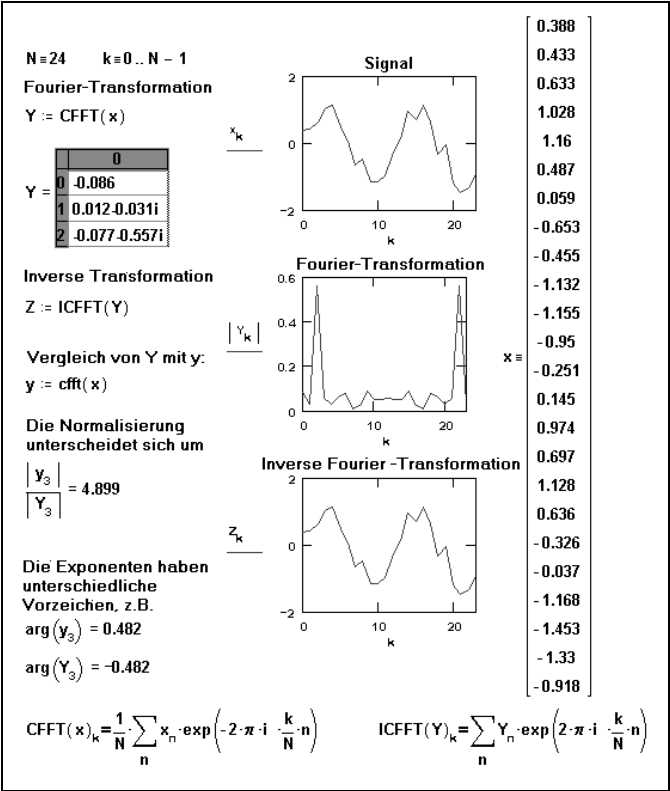 N≡24 k≡0 .. N − 1
Fourier-Transformation
Y := CFFT(x)
Y =
0
0 -0.086
1 0.012-0.031i
2 -0.077-0.557i
Inverse Transformation
Z := ICFFT(Y)
Vergleich von Y mit y:
y := cfft(x)
Die Normalisierung
unterscheidet sich um
|y₃|
|Y₃|
= 4.899
Die Exponenten haben
unterschiedliche
Vorzeichen, z.B.
arg(y₃) = 0.482
arg(Y₃) = −0.482
Signal
2
0
−2
xₖ
0 10 20
k
Fourier-Transformation
0.6
0.4
0.2
0
|Yₖ|
0 10 20
k
Inverse Fourier -Transformation
2
0
−2
Zₖ
0 10 20
k
x ≡
0.388
0.433
0.633
1.028
1.16
0.487
0.059
-0.653
-0.455
-1.132
-1.155
-0.95
-0.251
0.145
0.974
0.697
1.128
0.636
-0.326
-0.037
-1.168
-1.453
-1.33
-0.918
CFFT(x)ₖ=1/N·∑ₙ xₙ·exp(-2·π·i ·k/N·n)
ICFFT(Y)ₖ=∑ₙ Yₙ·exp(2·π·i ·k/N·n)